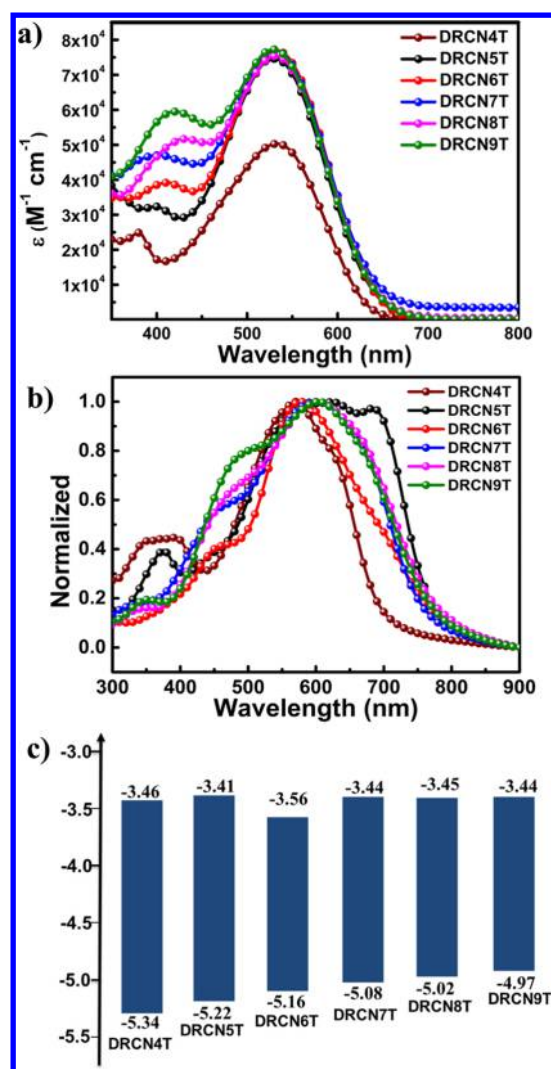 a)
8x10⁴
7x10⁴
6x10⁴
5x10⁴
4x10⁴
3x10⁴
2x10⁴
1x10⁴
ε (M⁻¹ cm⁻¹)
DRCN4T
DRCN5T
DRCN6T
DRCN7T
DRCN8T
DRCN9T
400 500 600 700 800
Wavelength (nm)
b)
1.0
0.8
0.6
0.4
0.2
0.0
Normalized
DRCN4T
DRCN5T
DRCN6T
DRCN7T
DRCN8T
DRCN9T
300 400 500 600 700 800 900
Wavelength (nm)
c)
-3.0
-3.5
-4.0
-4.5
-5.0
-5.5
-3.46 -3.41 -3.56 -3.44 -3.45 -3.44
-5.34 -5.22 -5.16 -5.08 -5.02 -4.97
DRCN4T DRCN5T DRCN6T DRCN7T DRCN8T DRCN9T